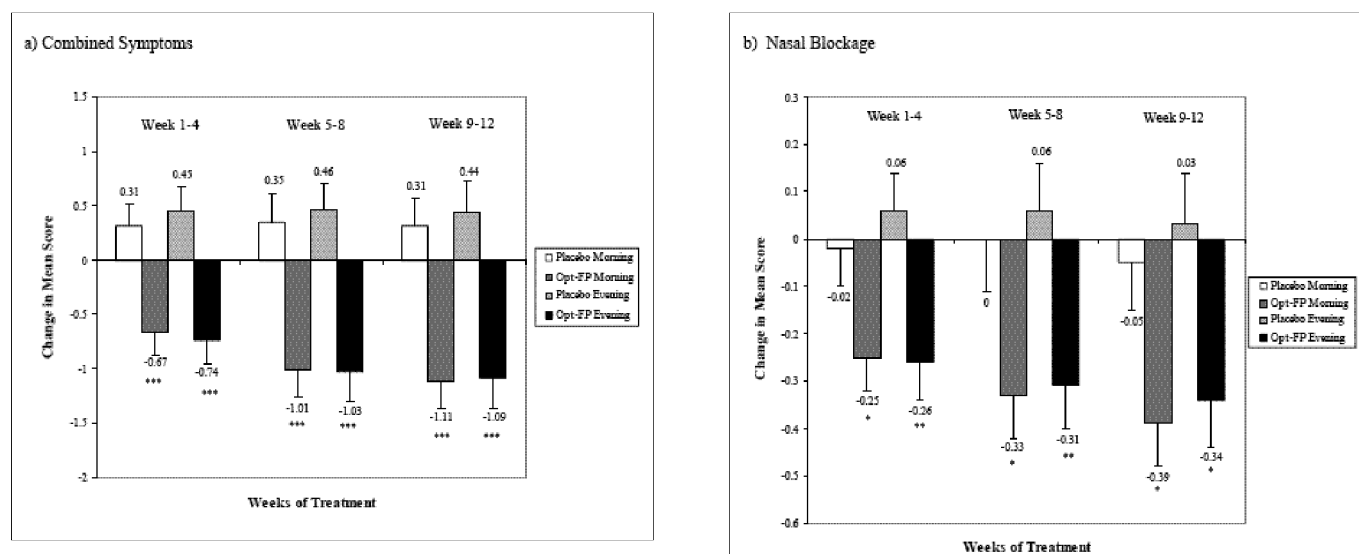 a) Combined Symptoms
1.5
1
0.5
0
-0.5
-1
-1.5
-2
Change in Mean Score
Week 1-4
Week 5-8
Week 9-12
0.31
0.45
0.35
0.46
0.31
0.44
-0.67
-0.74
-1.01
-1.03
-1.11
-1.09
***
***
***
***
***
***
Placebo Morning
Opt-FP Morning
Placebo Evening
Opt-FP Evening
Weeks of Treatment
b) Nasal Blockage
0.3
0.2
0.1
0
-0.1
-0.2
-0.3
-0.4
-0.5
-0.6
Change in Mean Score
Week 1-4
Week 5-8
Week 9-12
0.06
0.06
0.03
-0.02
0
-0.05
-0.25
-0.26
-0.33
-0.31
-0.39
-0.34
*
**
*
**
*
*
Placebo Morning
Opt-FP Morning
Placebo Evening
Opt-FP Evening
Weeks of Treatment